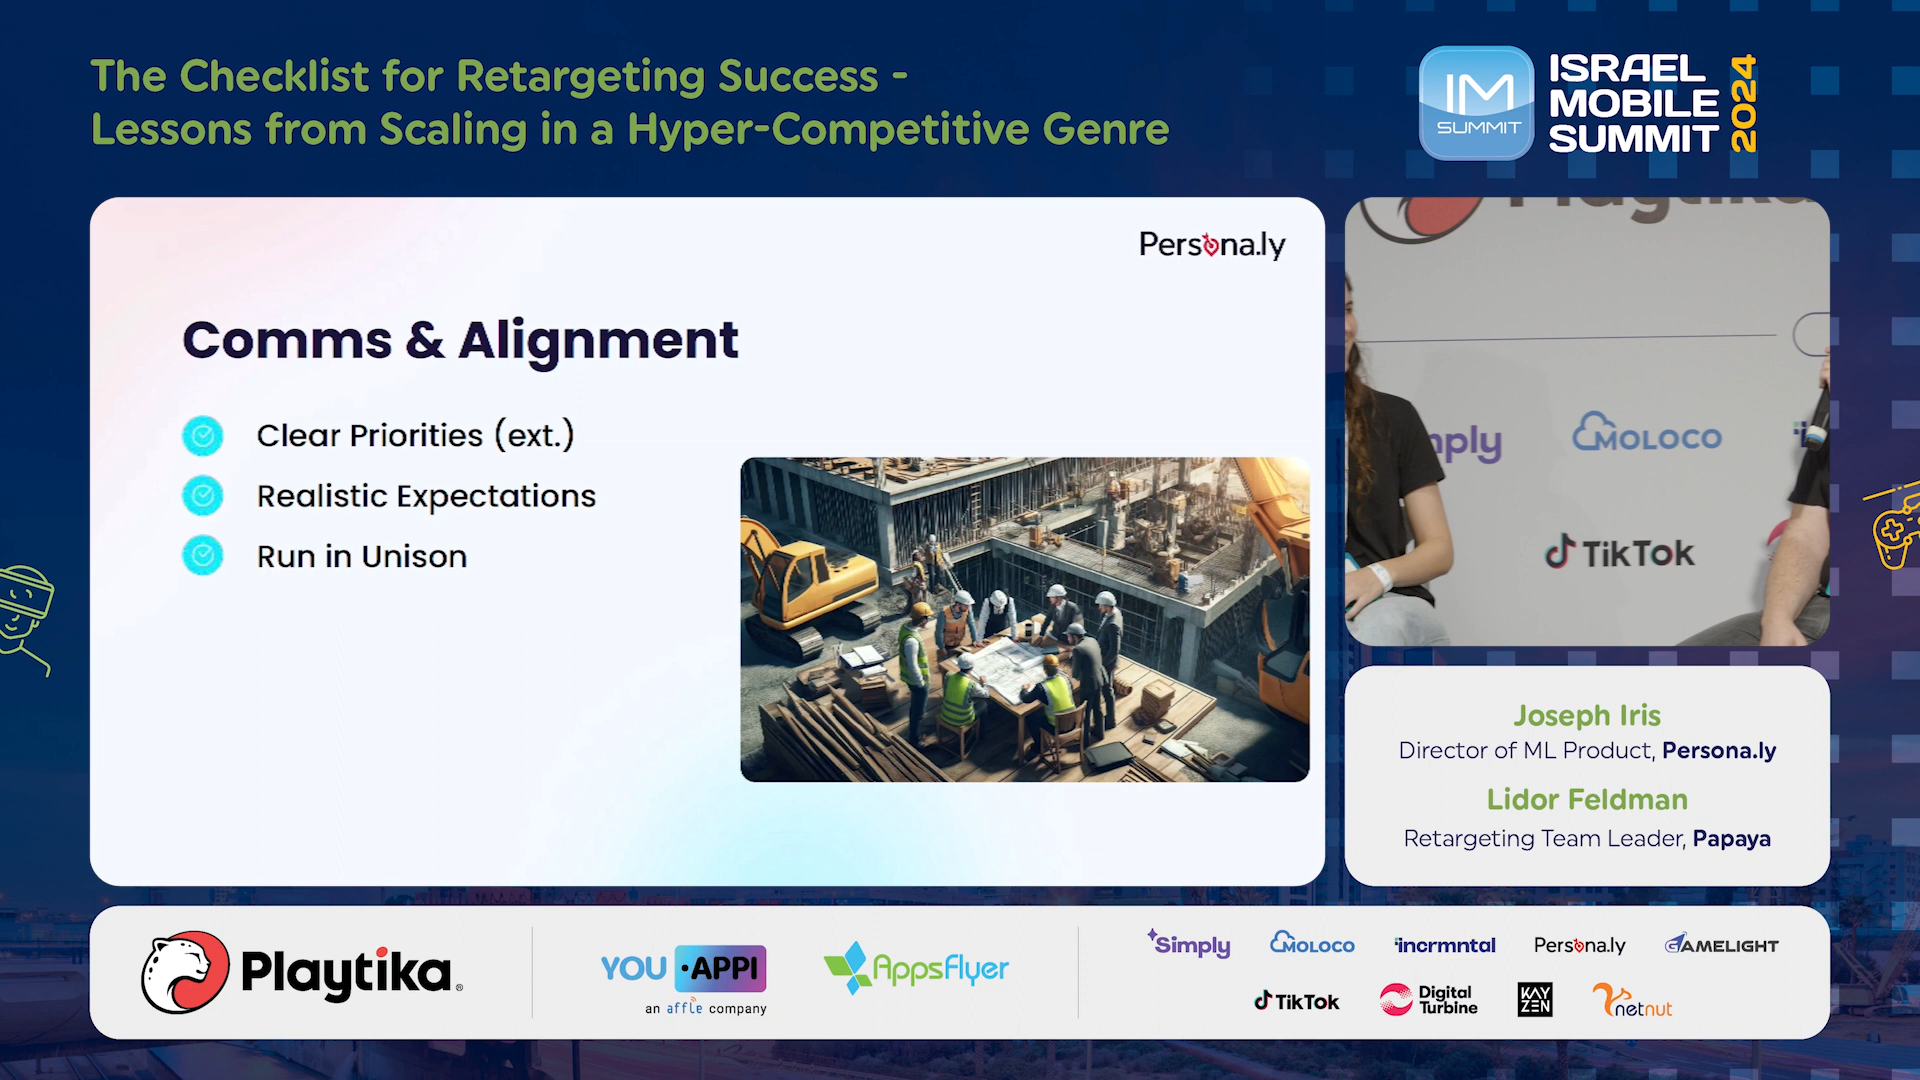 The Checklist for Retargeting Success -
Lessons from Scaling in a Hyper-Competitive Genre
IM
SUMMIT
ISRAEL
MOBILE
SUMMIT
2024
Persona.ly
Comms & Alignment
Clear Priorities (ext.)
Realistic Expectations
Run in Unison
MOLOCO
TikTok
Joseph Iris
Director of ML Product, Persona.ly
Lidor Feldman
Retargeting Team Leader, Papaya
Playtika®
YOU·APPI
an affle company
AppsFlyer
Simply
MOLOCO
incrmntal
Persona.ly
GAMELIGHT
TikTok
Digital
Turbine
KAY
ZEN
netnut